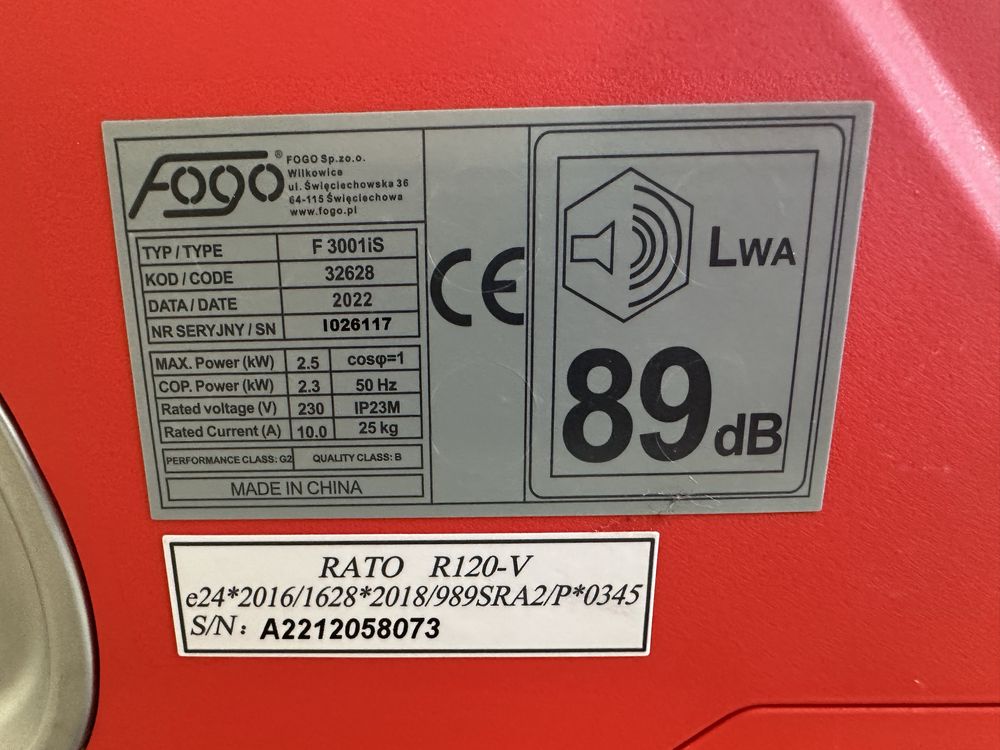 FOGO®
FOGO Sp.zo.o.
Wilkowice
ul. Święciechowska 36
64-115 Święciechowa
www.fogo.pl
TYP / TYPE F 3001iS
KOD / CODE 32628
DATA / DATE 2022
NR SERYJNY / SN I026117
MAX. Power (kW) 2.5 cosφ=1
COP. Power (kW) 2.3 50 Hz
Rated voltage (V) 230 IP23M
Rated Current (A) 10.0 25 kg
PERFORMANCE CLASS: G2 QUALITY CLASS: B
MADE IN CHINA
CE
LWA
89 dB
RATO R120-V
e24*2016/1628*2018/989SRA2/P*0345
S/N: A2212058073